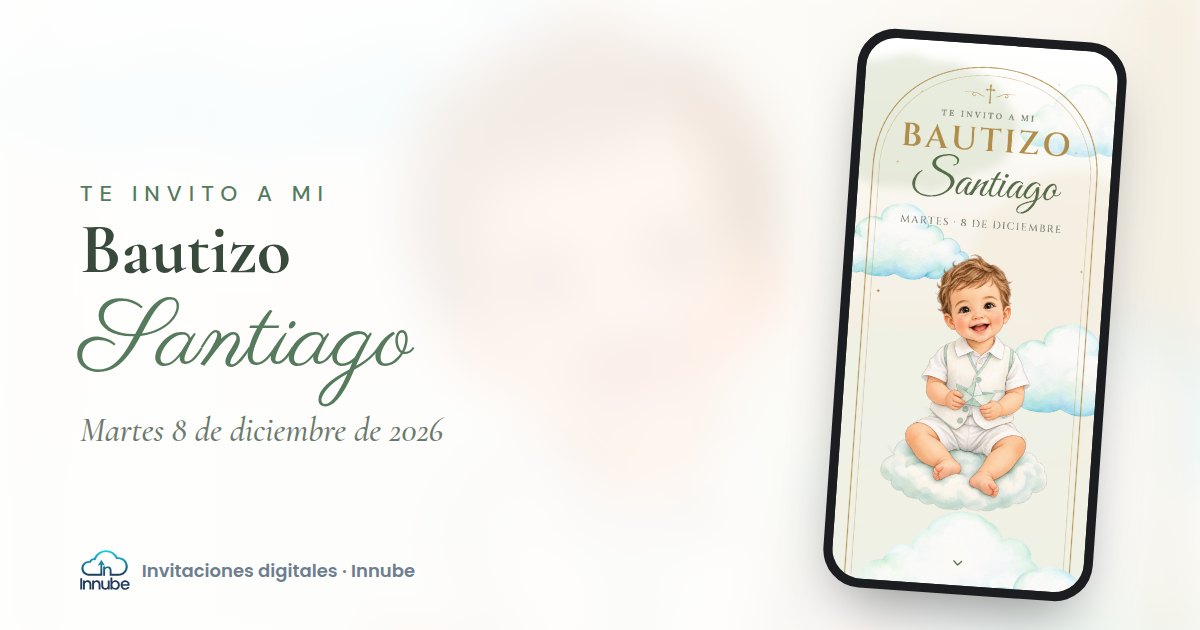 TE INVITO A MI
Bautizo
Santiago
Martes 8 de diciembre de 2026
Innube
Invitaciones digitales · Innube
TE INVITO A MI
BAUTIZO
Santiago
MARTES · 8 DE DICIEMBRE